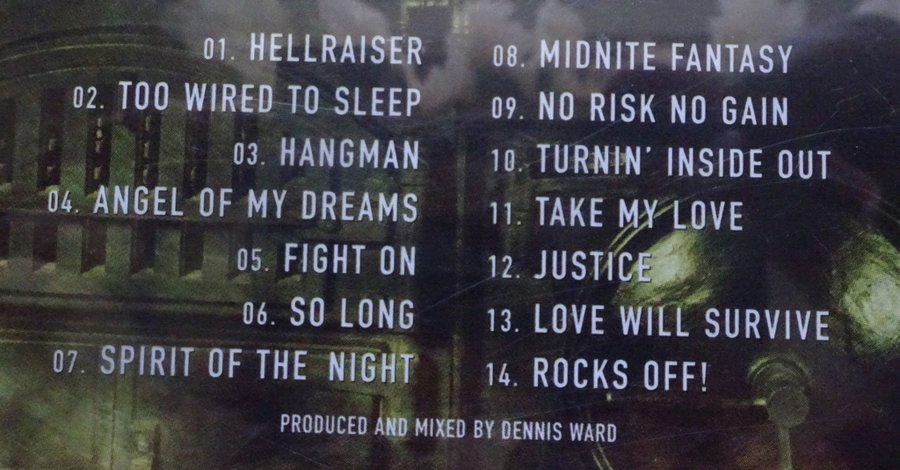 01. HELLRAISER
02. TOO WIRED TO SLEEP
03. HANGMAN
04. ANGEL OF MY DREAMS
05. FIGHT ON
06. SO LONG
07. SPIRIT OF THE NIGHT
08. MIDNITE FANTASY
09. NO RISK NO GAIN
10. TURNIN' INSIDE OUT
11. TAKE MY LOVE
12. JUSTICE
13. LOVE WILL SURVIVE
14. ROCKS OFF!
PRODUCED AND MIXED BY DENNIS WARD